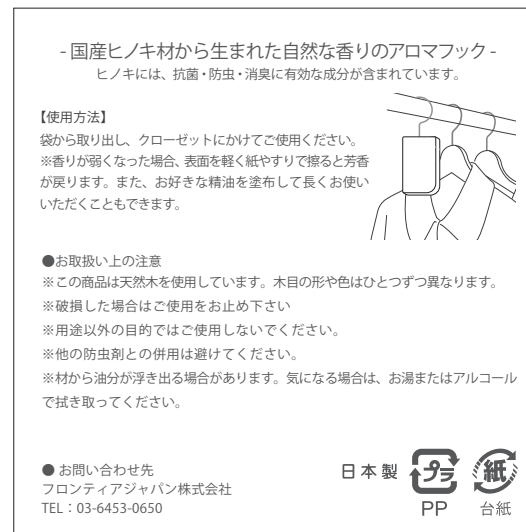 - 国産ヒノキ材から生まれた自然な香りのアロマフック -
ヒノキには、抗菌・防虫・消臭に有効な成分が含まれています。
【使用方法】
袋から取り出し、クローゼットにかけてご使用ください。
※香りが弱くなった場合、表面を軽く紙やすりで擦ると芳香
が戻ります。また、お好きな精油を塗布して長くお使い
いただくこともできます。
●お取扱い上の注意
※この商品は天然木を使用しています。木目の形や色はひとつずつ異なります。
※破損した場合はご使用をお止め下さい
※用途以外の目的ではご使用しないでください。
※他の防虫剤との併用は避けてください。
※材から油分が浮き出る場合があります。気になる場合は、お湯またはアルコール
で拭き取ってください。
● お問い合わせ先
フロンティアジャパン株式会社
TEL：03-6453-0650
日本製
プラ
PP
紙
台紙